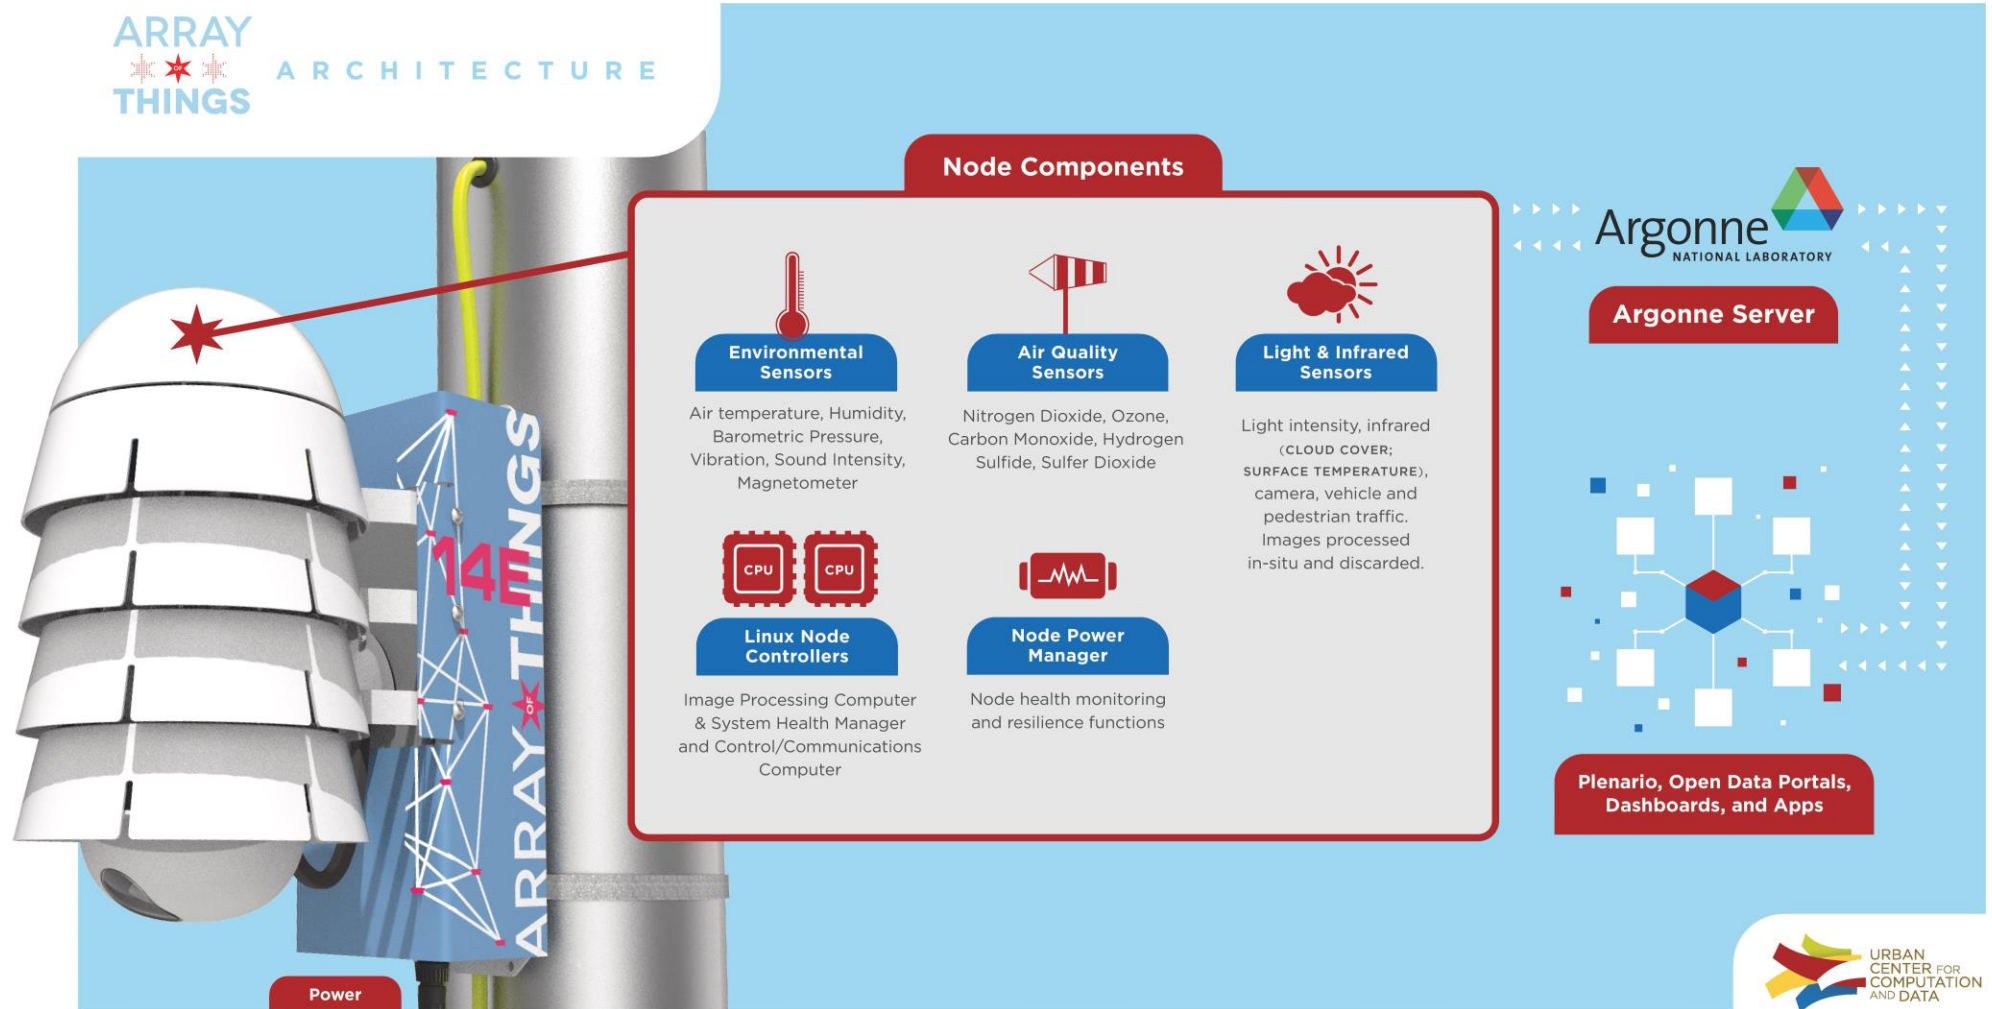 ARRAY
OF
THINGS
ARCHITECTURE
Node Components
Environmental
Sensors
Air temperature, Humidity,
Barometric Pressure,
Vibration, Sound Intensity,
Magnetometer
Air Quality
Sensors
Nitrogen Dioxide, Ozone,
Carbon Monoxide, Hydrogen
Sulfide, Sulfer Dioxide
Light & Infrared
Sensors
Light intensity, infrared
(CLOUD COVER;
SURFACE TEMPERATURE),
camera, vehicle and
pedestrian traffic.
Images processed
in-situ and discarded.
CPU
CPU
Linux Node
Controllers
Image Processing Computer
& System Health Manager
and Control/Communications
Computer
Node Power
Manager
Node health monitoring
and resilience functions
Argonne
NATIONAL LABORATORY
Argonne Server
Plenario, Open Data Portals,
Dashboards, and Apps
14E
ARRAY OF THINGS
Power
URBAN
CENTER FOR
COMPUTATION
AND DATA